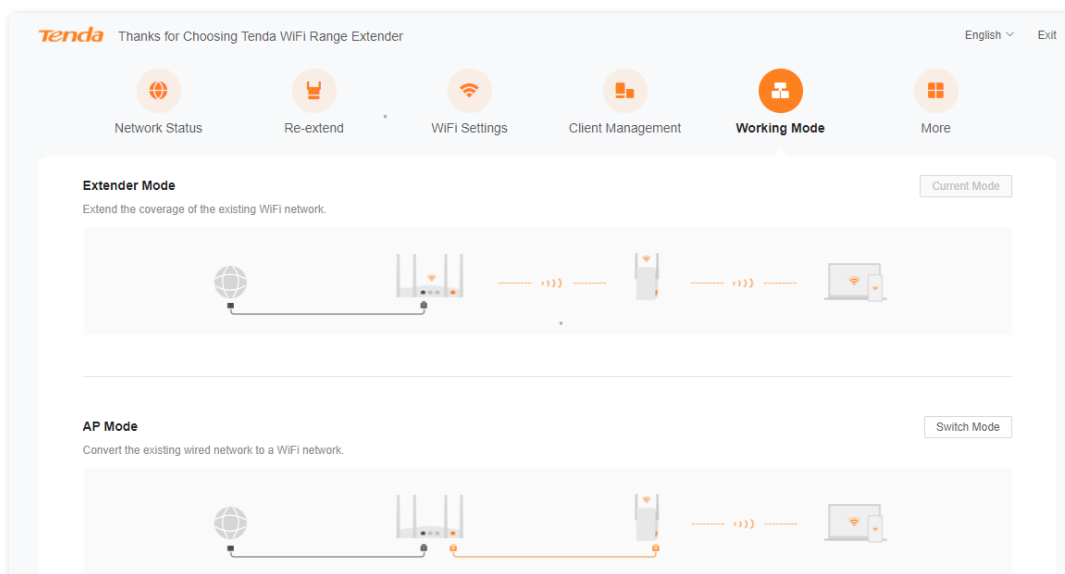 Tenda Thanks for Choosing Tenda WiFi Range Extender English Exit
Network Status Re-extend WiFi Settings Client Management Working Mode More
Extender Mode Current Mode
Extend the coverage of the existing WiFi network.
AP Mode Switch Mode
Convert the existing wired network to a WiFi network.